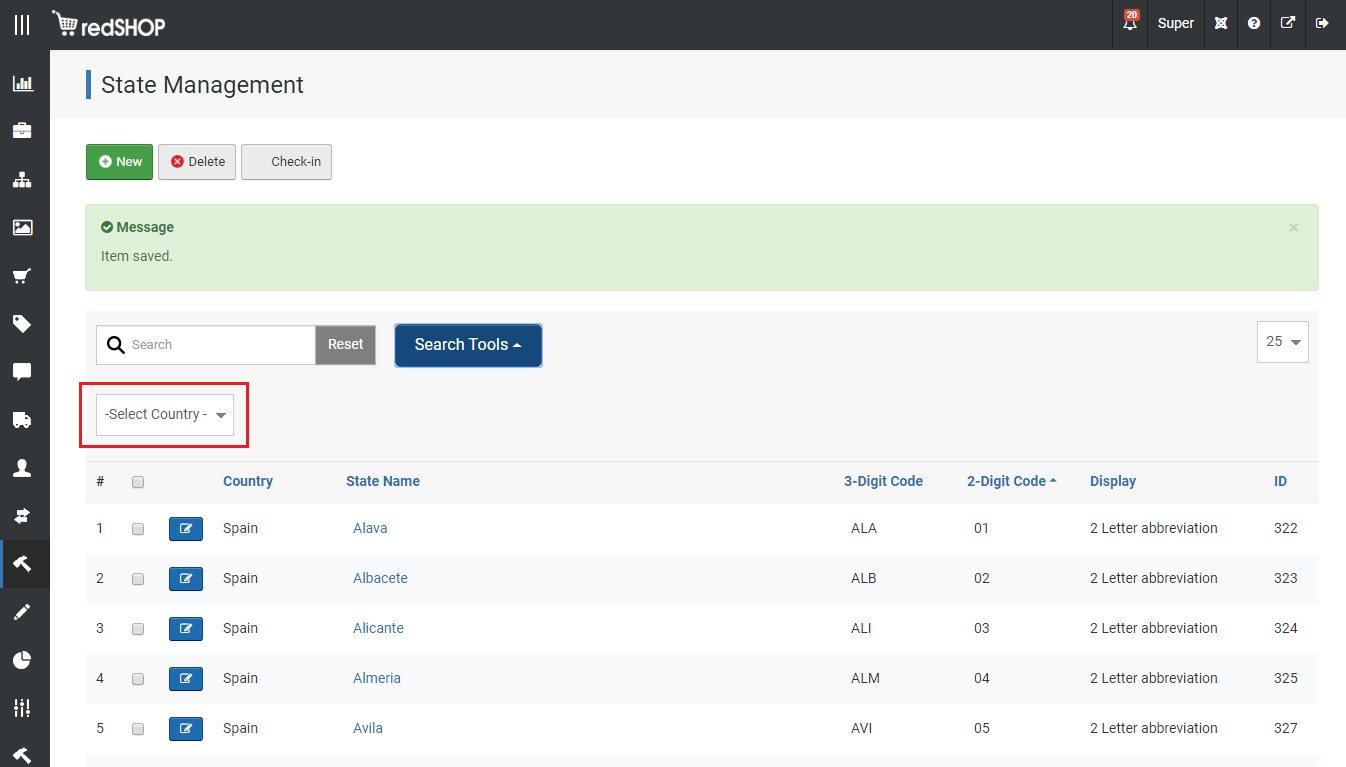 redSHOP
20
Super
State Management
New Delete Check-in
Message
×
Item saved.
Search Reset Search Tools 25
-Select Country -
# Country State Name 3-Digit Code 2-Digit Code Display ID
1 Spain Alava ALA 01 2 Letter abbreviation 322
2 Spain Albacete ALB 02 2 Letter abbreviation 323
3 Spain Alicante ALI 03 2 Letter abbreviation 324
4 Spain Almeria ALM 04 2 Letter abbreviation 325
5 Spain Avila AVI 05 2 Letter abbreviation 327